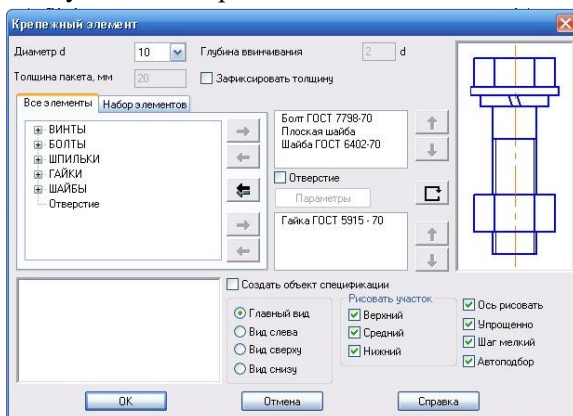 Крепежный элемент
Диаметр d 10 Глубина ввинчивания 2 d
Толщина пакета, мм 20 Зафиксировать толщину
Все элементы Набор элементов
ВИНТЫ
БОЛТЫ
ШПИЛЬКИ
ГАЙКИ
ШАЙБЫ
Отверстие
Болт ГОСТ 7798-70
Плоская шайба
Шайба ГОСТ 6402-70
Отверстие
Параметры
Гайка ГОСТ 5915 - 70
Создать объект спецификации
Главный вид
Вид слева
Вид сверху
Вид снизу
Рисовать участок
Верхний
Средний
Нижний
Ось рисовать
Упрощенно
Шаг мелкий
Автоподбор
OK Отмена Справка